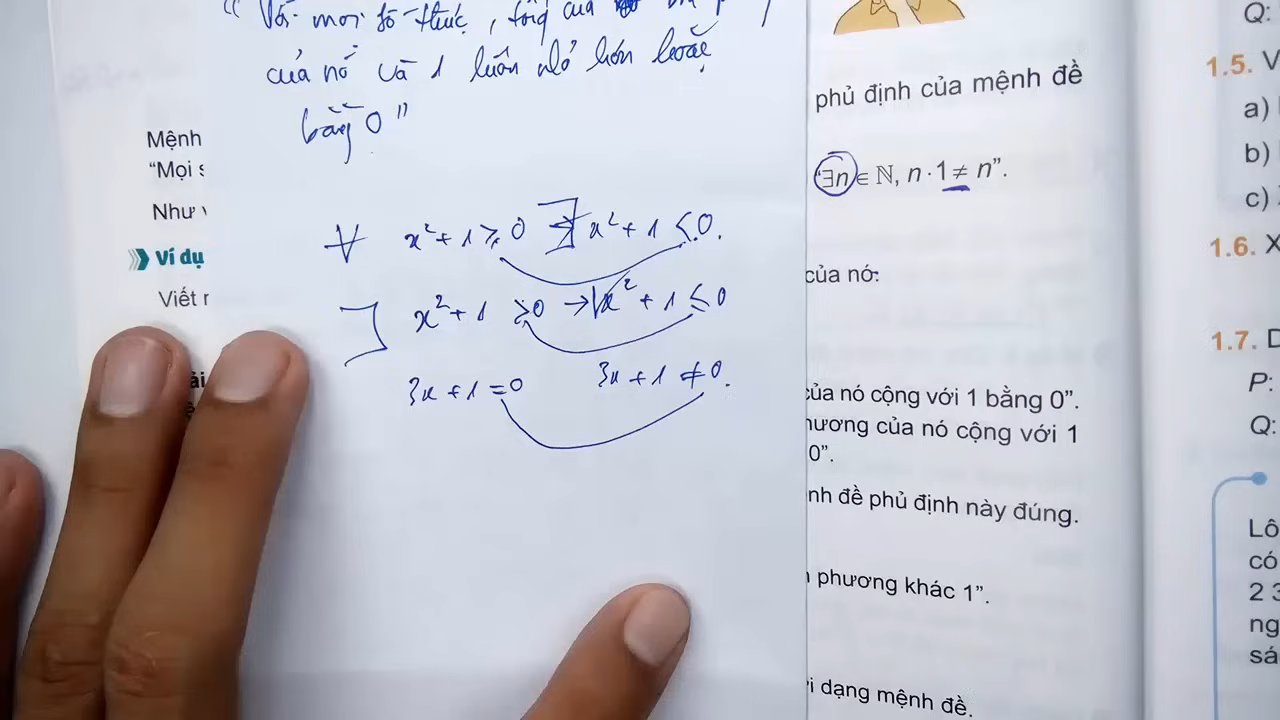 "Với mọi số thực, tổng của
của nó và 1 luôn nhỏ hơn hoặc
bằng 0"
∀ x² + 1 ≥ 0 ∃ x² + 1 ≤ 0.
∃ x² + 1 ≥ 0 → ∀ x² + 1 ≤ 0
3x + 1 = 0 3x + 1 ≠ 0.
Mệnh
"Mọi s
Như v
Ví dụ
Viết r
phủ định của mệnh đề
"∃n ∈ ℕ, n · 1 ≠ n".
của nó:
của nó cộng với 1 bằng 0".
ương của nó cộng với 1
0".
nh đề phủ định này đúng.
phương khác 1".
i dạng mệnh đề.
Q:
1.5. V
a)
b)
c)
1.6. X
1.7.
P:
Q:
Lô
có
2 3
ng
sá